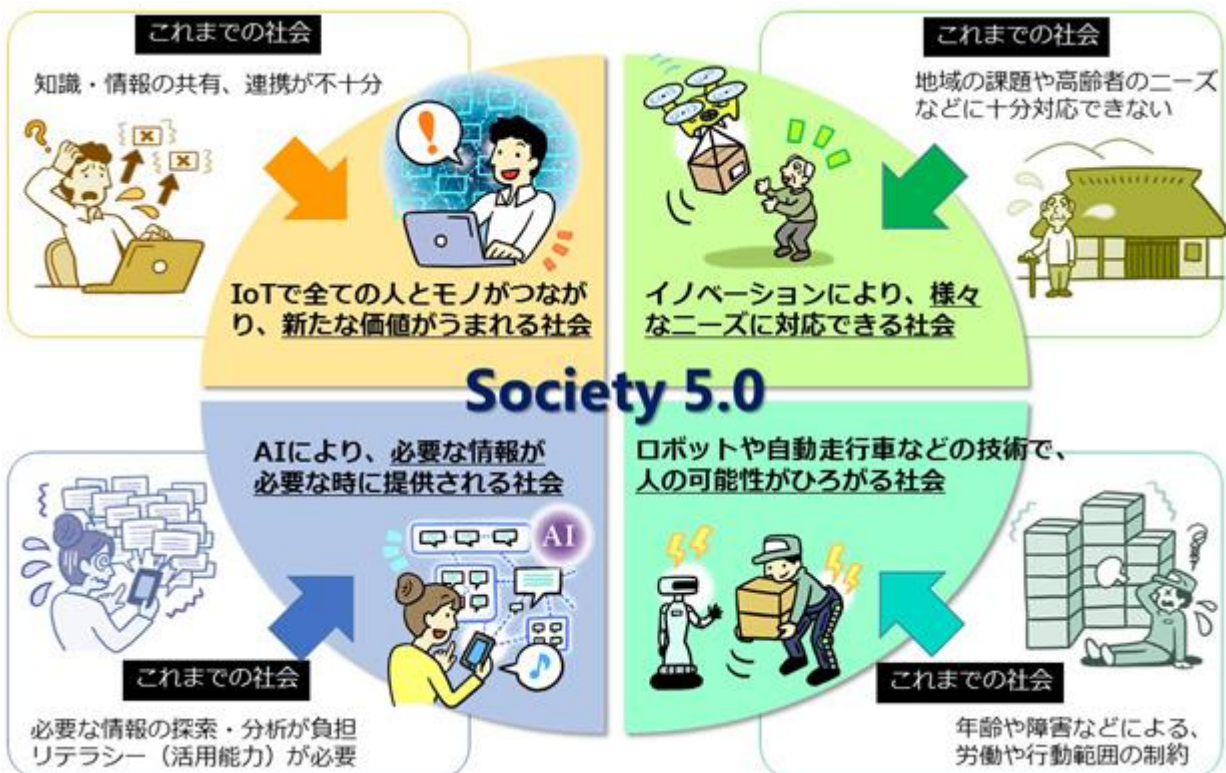 これまでの社会
知識・情報の共有、連携が不十分
?
!
IoTで全ての人とモノがつなが
り、新たな価値がうまれる社会
これまでの社会
地域の課題や高齢者のニーズ
などに十分対応できない
イノベーションにより、様々
なニーズに対応できる社会
Society 5.0
AIにより、必要な情報が
必要な時に提供される社会
AI
これまでの社会
必要な情報の探索・分析が負担
リテラシー（活用能力）が必要
ロボットや自動走行車などの技術で、
人の可能性がひろがる社会
これまでの社会
年齢や障害などによる、
労働や行動範囲の制約